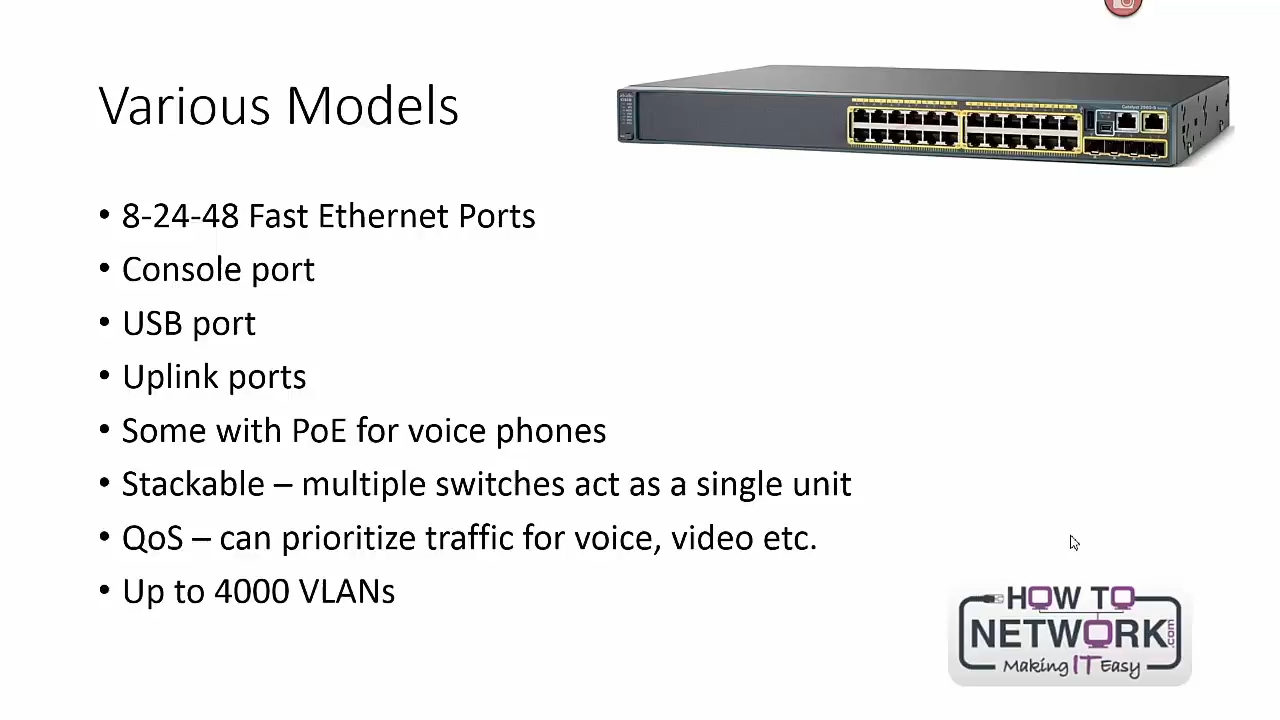 Various Models
• 8-24-48 Fast Ethernet Ports
• Console port
• USB port
• Uplink ports
• Some with PoE for voice phones
• Stackable – multiple switches act as a single unit
• QoS – can prioritize traffic for voice, video etc.
• Up to 4000 VLANs
HOW TO
NETWORK.com
Making IT Easy